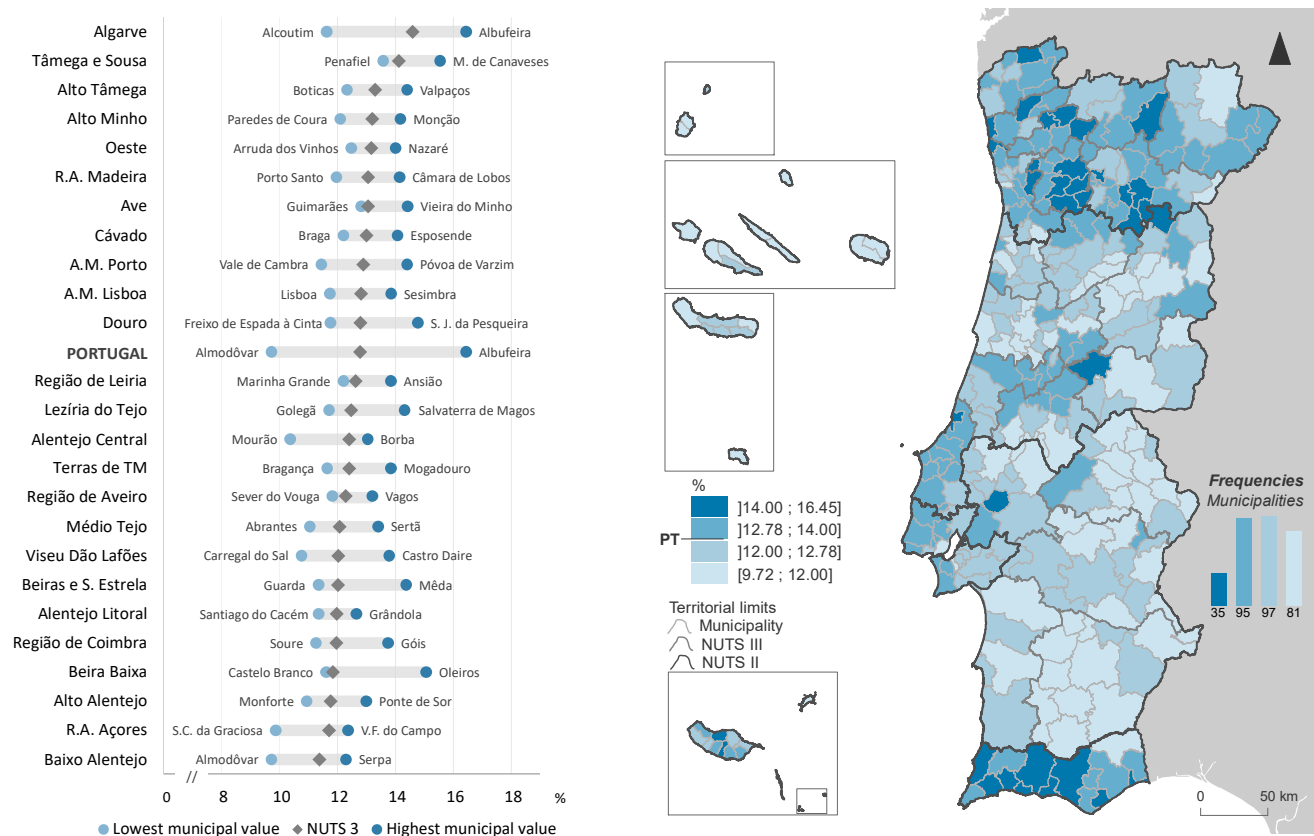 Algarve Alcoutim Albufeira
Tâmega e Sousa Penafiel M. de Canaveses
Alto Tâmega Boticas Valpaços
Alto Minho Paredes de Coura Monção
Oeste Arruda dos Vinhos Nazaré
R.A. Madeira Porto Santo Câmara de Lobos
Ave Guimarães Vieira do Minho
Cávado Braga Esposende
A.M. Porto Vale de Cambra Póvoa de Varzim
A.M. Lisboa Lisboa Sesimbra
Douro Freixo de Espada à Cinta S. J. da Pesqueira
PORTUGAL Almodôvar Albufeira
Região de Leiria Marinha Grande Ansião
Lezíria do Tejo Golegã Salvaterra de Magos
Alentejo Central Mourão Borba
Terras de TM Bragança Mogadouro
Região de Aveiro Sever do Vouga Vagos
Médio Tejo Abrantes Sertã
Viseu Dão Lafões Carregal do Sal Castro Daire
Beiras e S. Estrela Guarda Mêda
Alentejo Litoral Santiago do Cacém Grândola
Região de Coimbra Soure Góis
Beira Baixa Castelo Branco Oleiros
Alto Alentejo Monforte Ponte de Sor
R.A. Açores S.C. da Graciosa V.F. do Campo
Baixo Alentejo Almodôvar Serpa
//
0 8 10 12 14 16 18 %
Lowest municipal value NUTS 3 Highest municipal value
%
]14.00 ; 16.45]
]12.78 ; 14.00]
PT
]12.00 ; 12.78]
[9.72 ; 12.00]
Territorial limits
Municipality
NUTS III
NUTS II
Frequencies
Municipalities
35 95 97 81
0 50 km